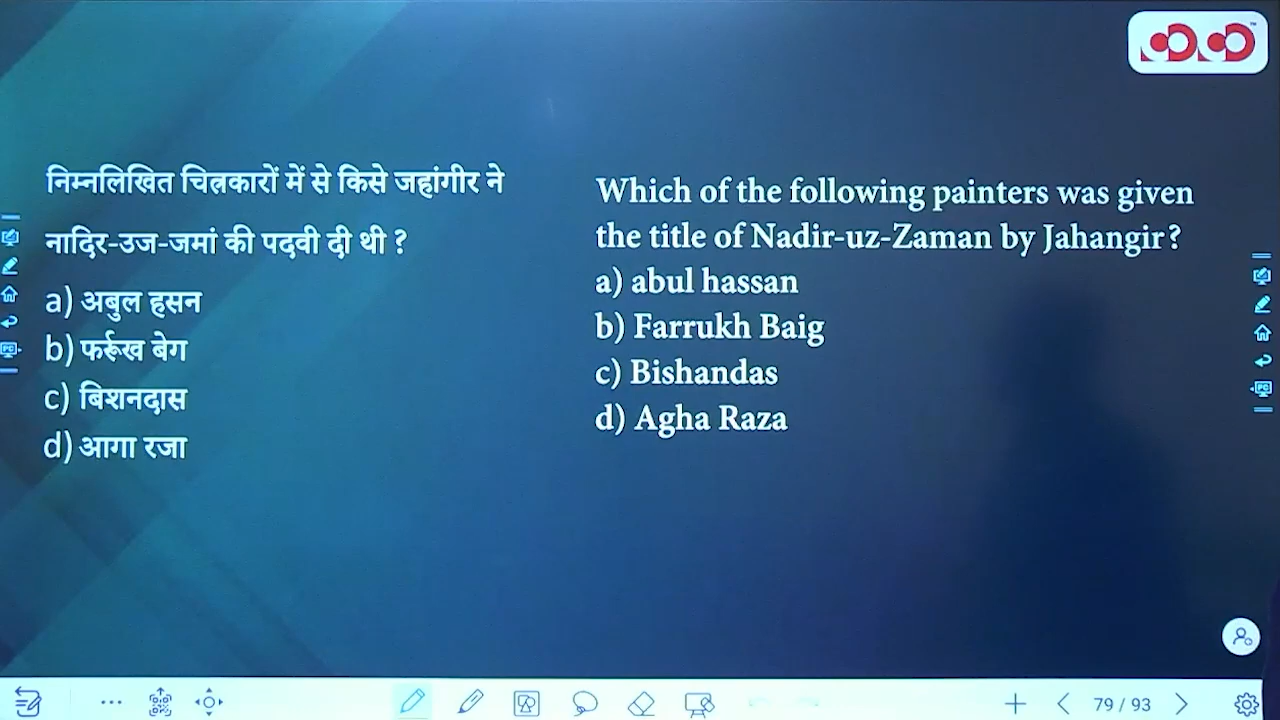 निम्नलिखित चित्रकारों में से किसे जहांगीर ने
नादिर-उज-जमां की पदवी दी थी ?
a) अबुल हसन
b) फर्रूख बेग
c) बिशनदास
d) आगा रजा
Which of the following painters was given
the title of Nadir-uz-Zaman by Jahangir?
a) abul hassan
b) Farrukh Baig
c) Bishandas
d) Agha Raza
79 / 93